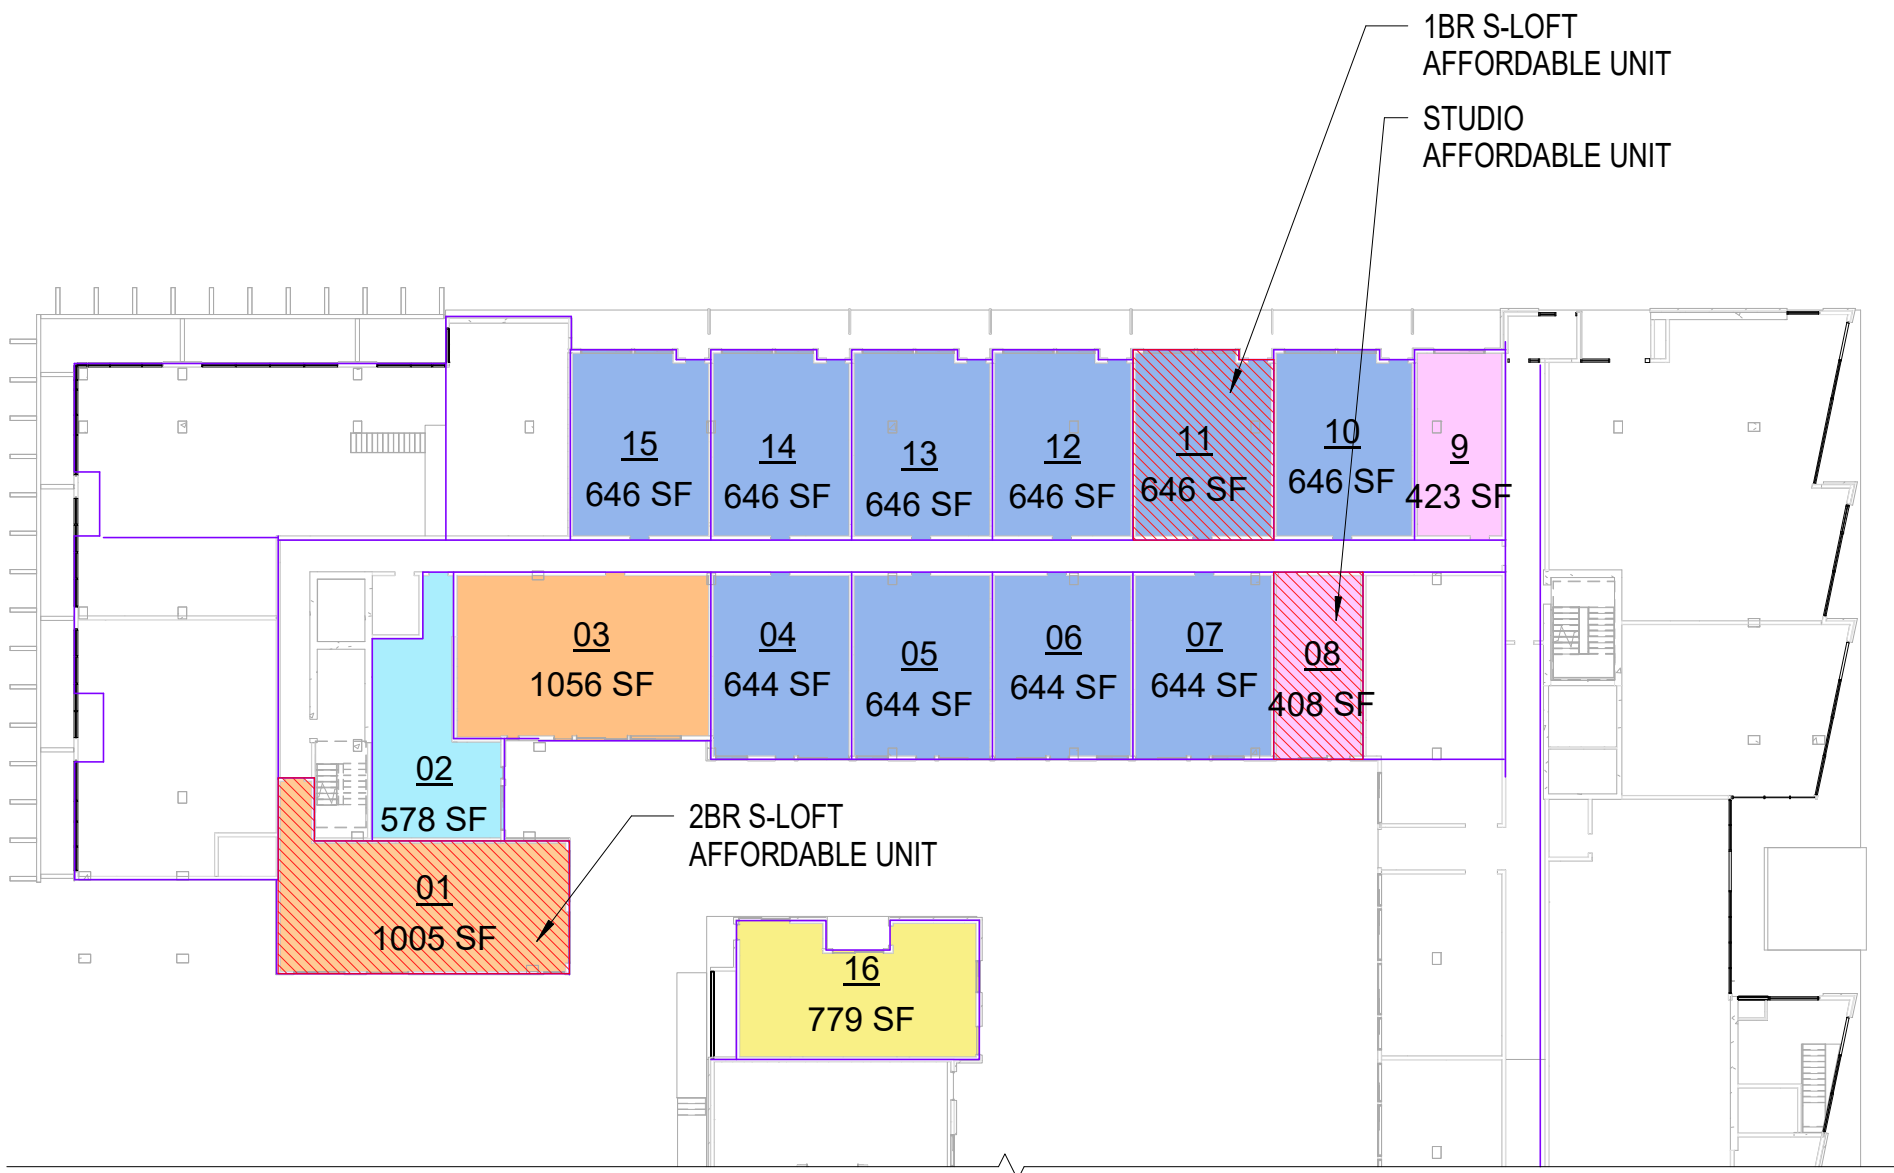 1BR S-LOFT
AFFORDABLE UNIT
STUDIO
AFFORDABLE UNIT
15
646 SF
14
646 SF
13
646 SF
12
646 SF
11
646 SF
10
646 SF
9
423 SF
03
1056 SF
04
644 SF
05
644 SF
06
644 SF
07
644 SF
08
408 SF
02
578 SF
2BR S-LOFT
AFFORDABLE UNIT
01
1005 SF
16
779 SF